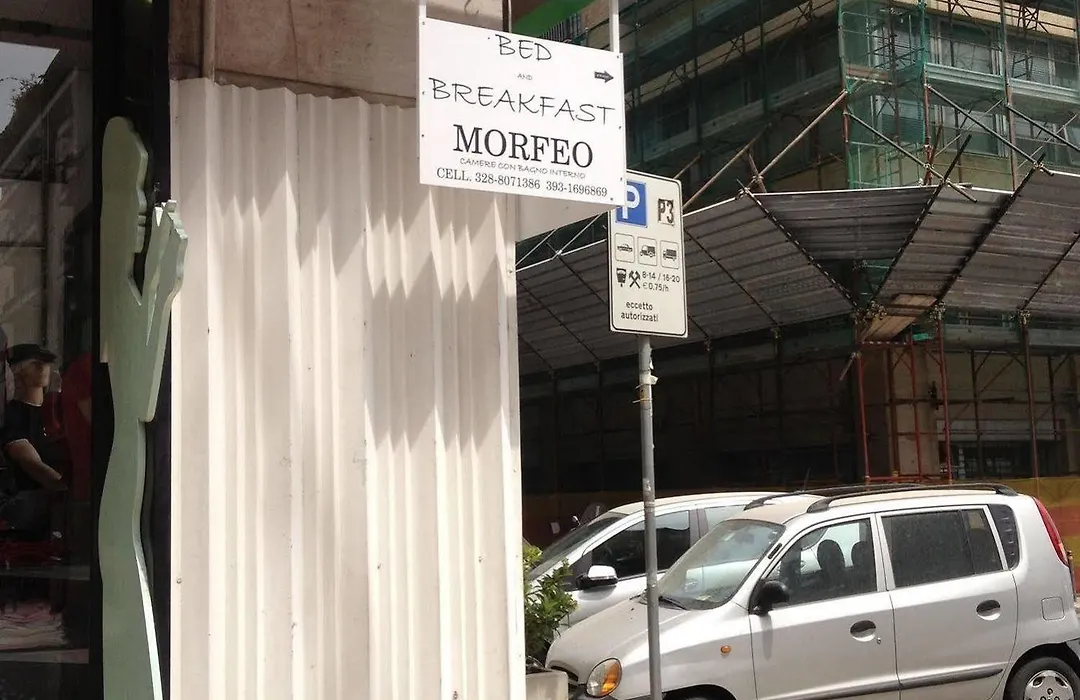 BED
AND
BREAKFAST
MORFEO
CAMERE CON BAGNO INTERNO
CELL. 328-8071386 393-1696869
P P3
8-14 / 16-20
€0,75/h
eccetto
autorizzati